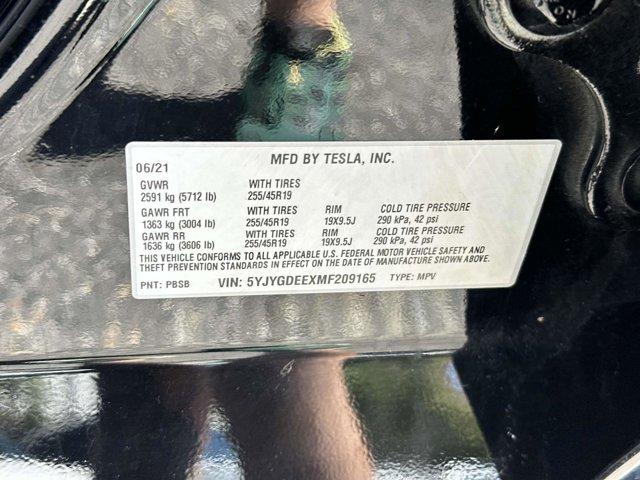 MFD BY TESLA, INC.
06/21
GVWR WITH TIRES
2591 kg (5712 lb) 255/45R19
GAWR FRT WITH TIRES RIM COLD TIRE PRESSURE
1363 kg (3004 lb) 255/45R19 19X9.5J 290 kPa, 42 psi
GAWR RR WITH TIRES RIM COLD TIRE PRESSURE
1636 kg (3606 lb) 255/45R19 19X9.5J 290 kPa, 42 psi
THIS VEHICLE CONFORMS TO ALL APPLICABLE U.S. FEDERAL MOTOR VEHICLE SAFETY AND
THEFT PREVENTION STANDARDS IN EFFECT ON THE DATE OF MANUFACTURE SHOWN ABOVE.
PNT: PBSB VIN: 5YJYGDEEXMF209165 TYPE: MPV